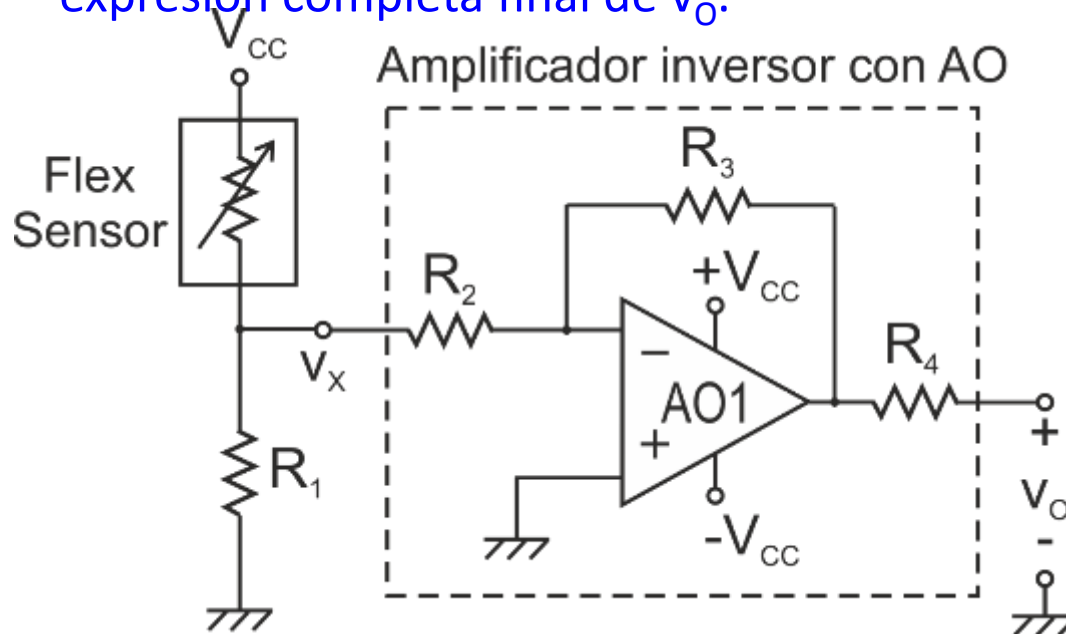 expresión completa final de vO.
VCC
Amplificador inversor con AO
Flex
Sensor
R3
+VCC
R2
vX
R4
−
AO1
+
+
R1
vO
-VCC
-